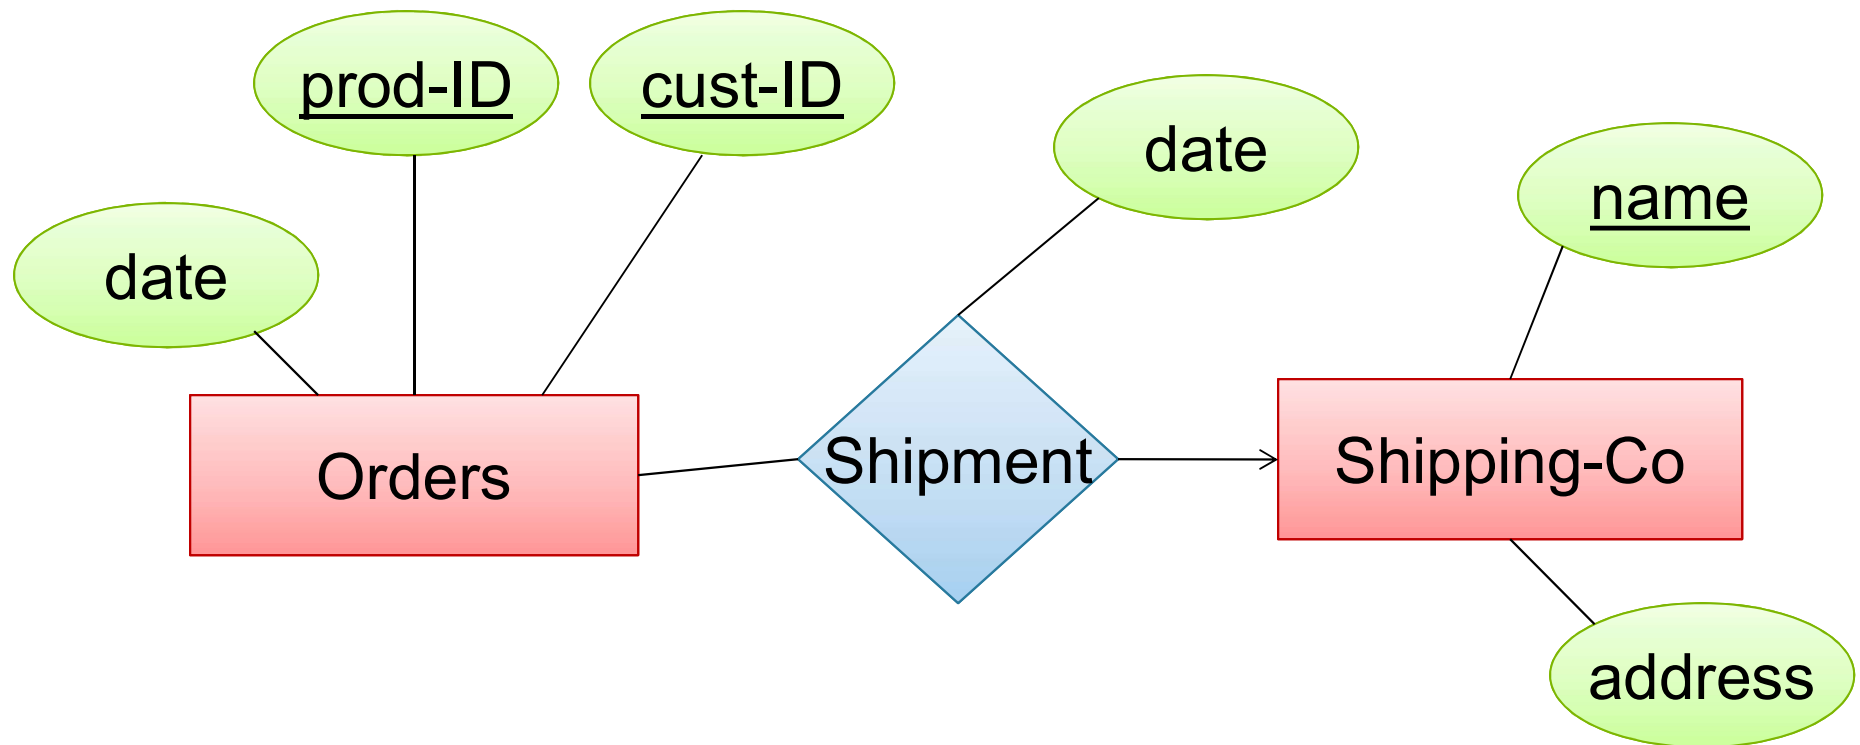 prod-ID
cust-ID
date
name
date
Orders
Shipment
Shipping-Co
address